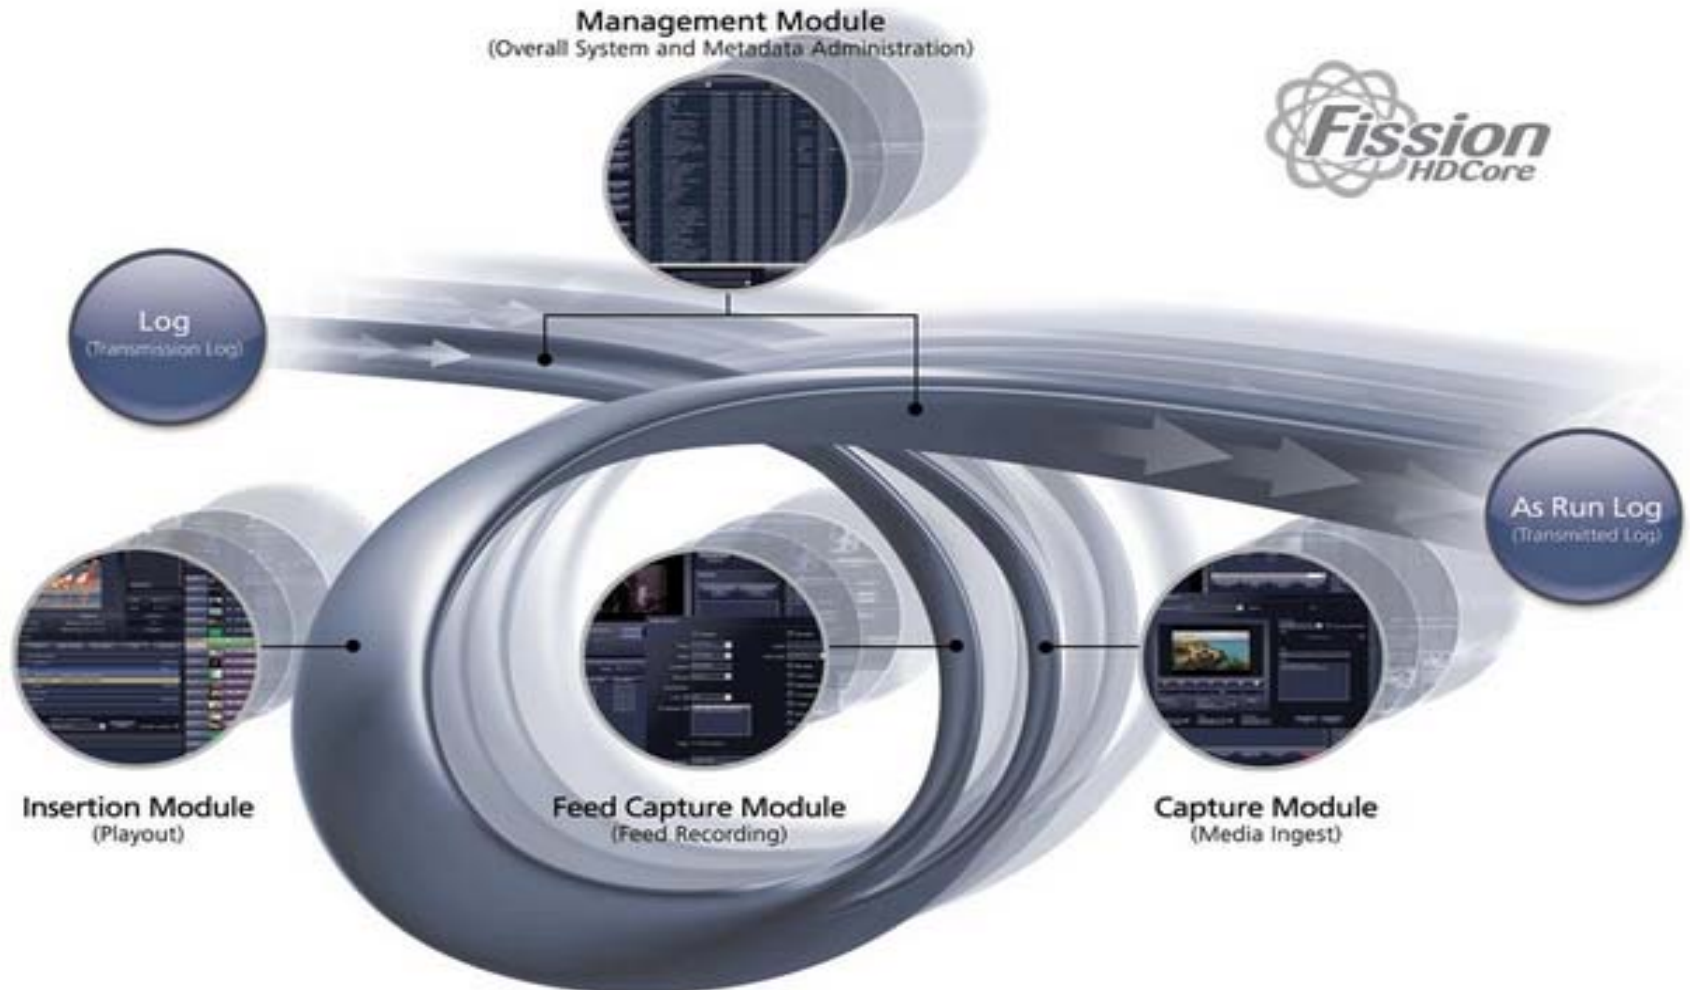 Management Module
(Overall System and Metadata Administration)
Fission
HDCore
Log
(Transmission Log)
As Run Log
(Transmitted Log)
Insertion Module
(Playout)
Feed Capture Module
(Feed Recording)
Capture Module
(Media Ingest)